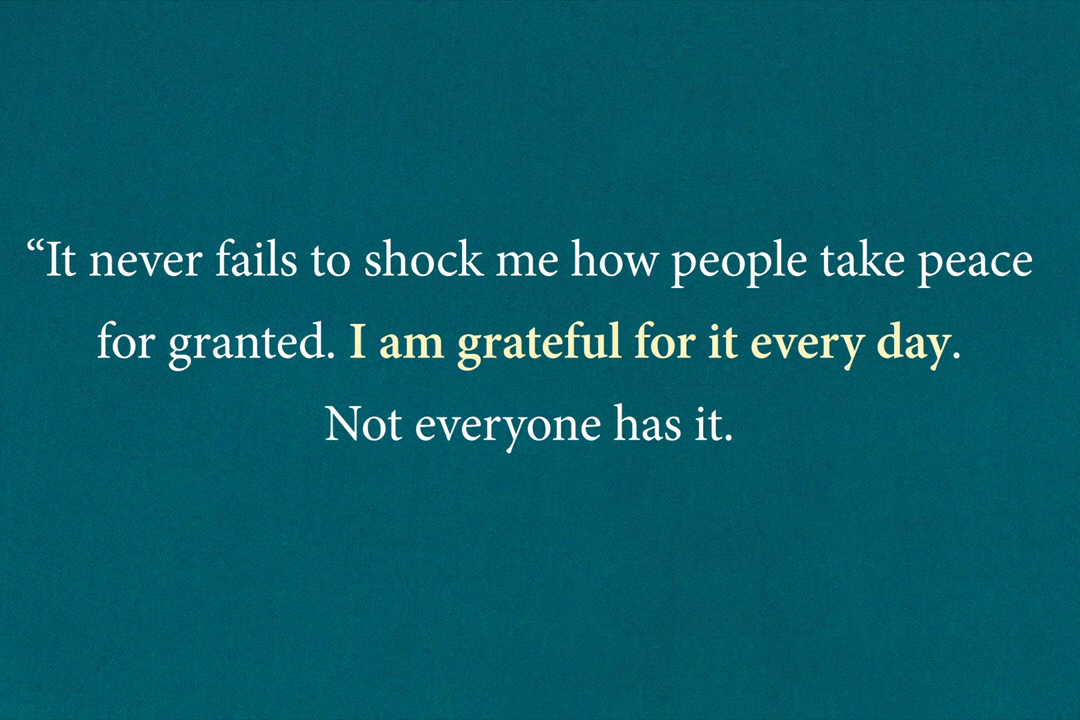 “It never fails to shock me how people take peace
for granted. I am grateful for it every day.
Not everyone has it.